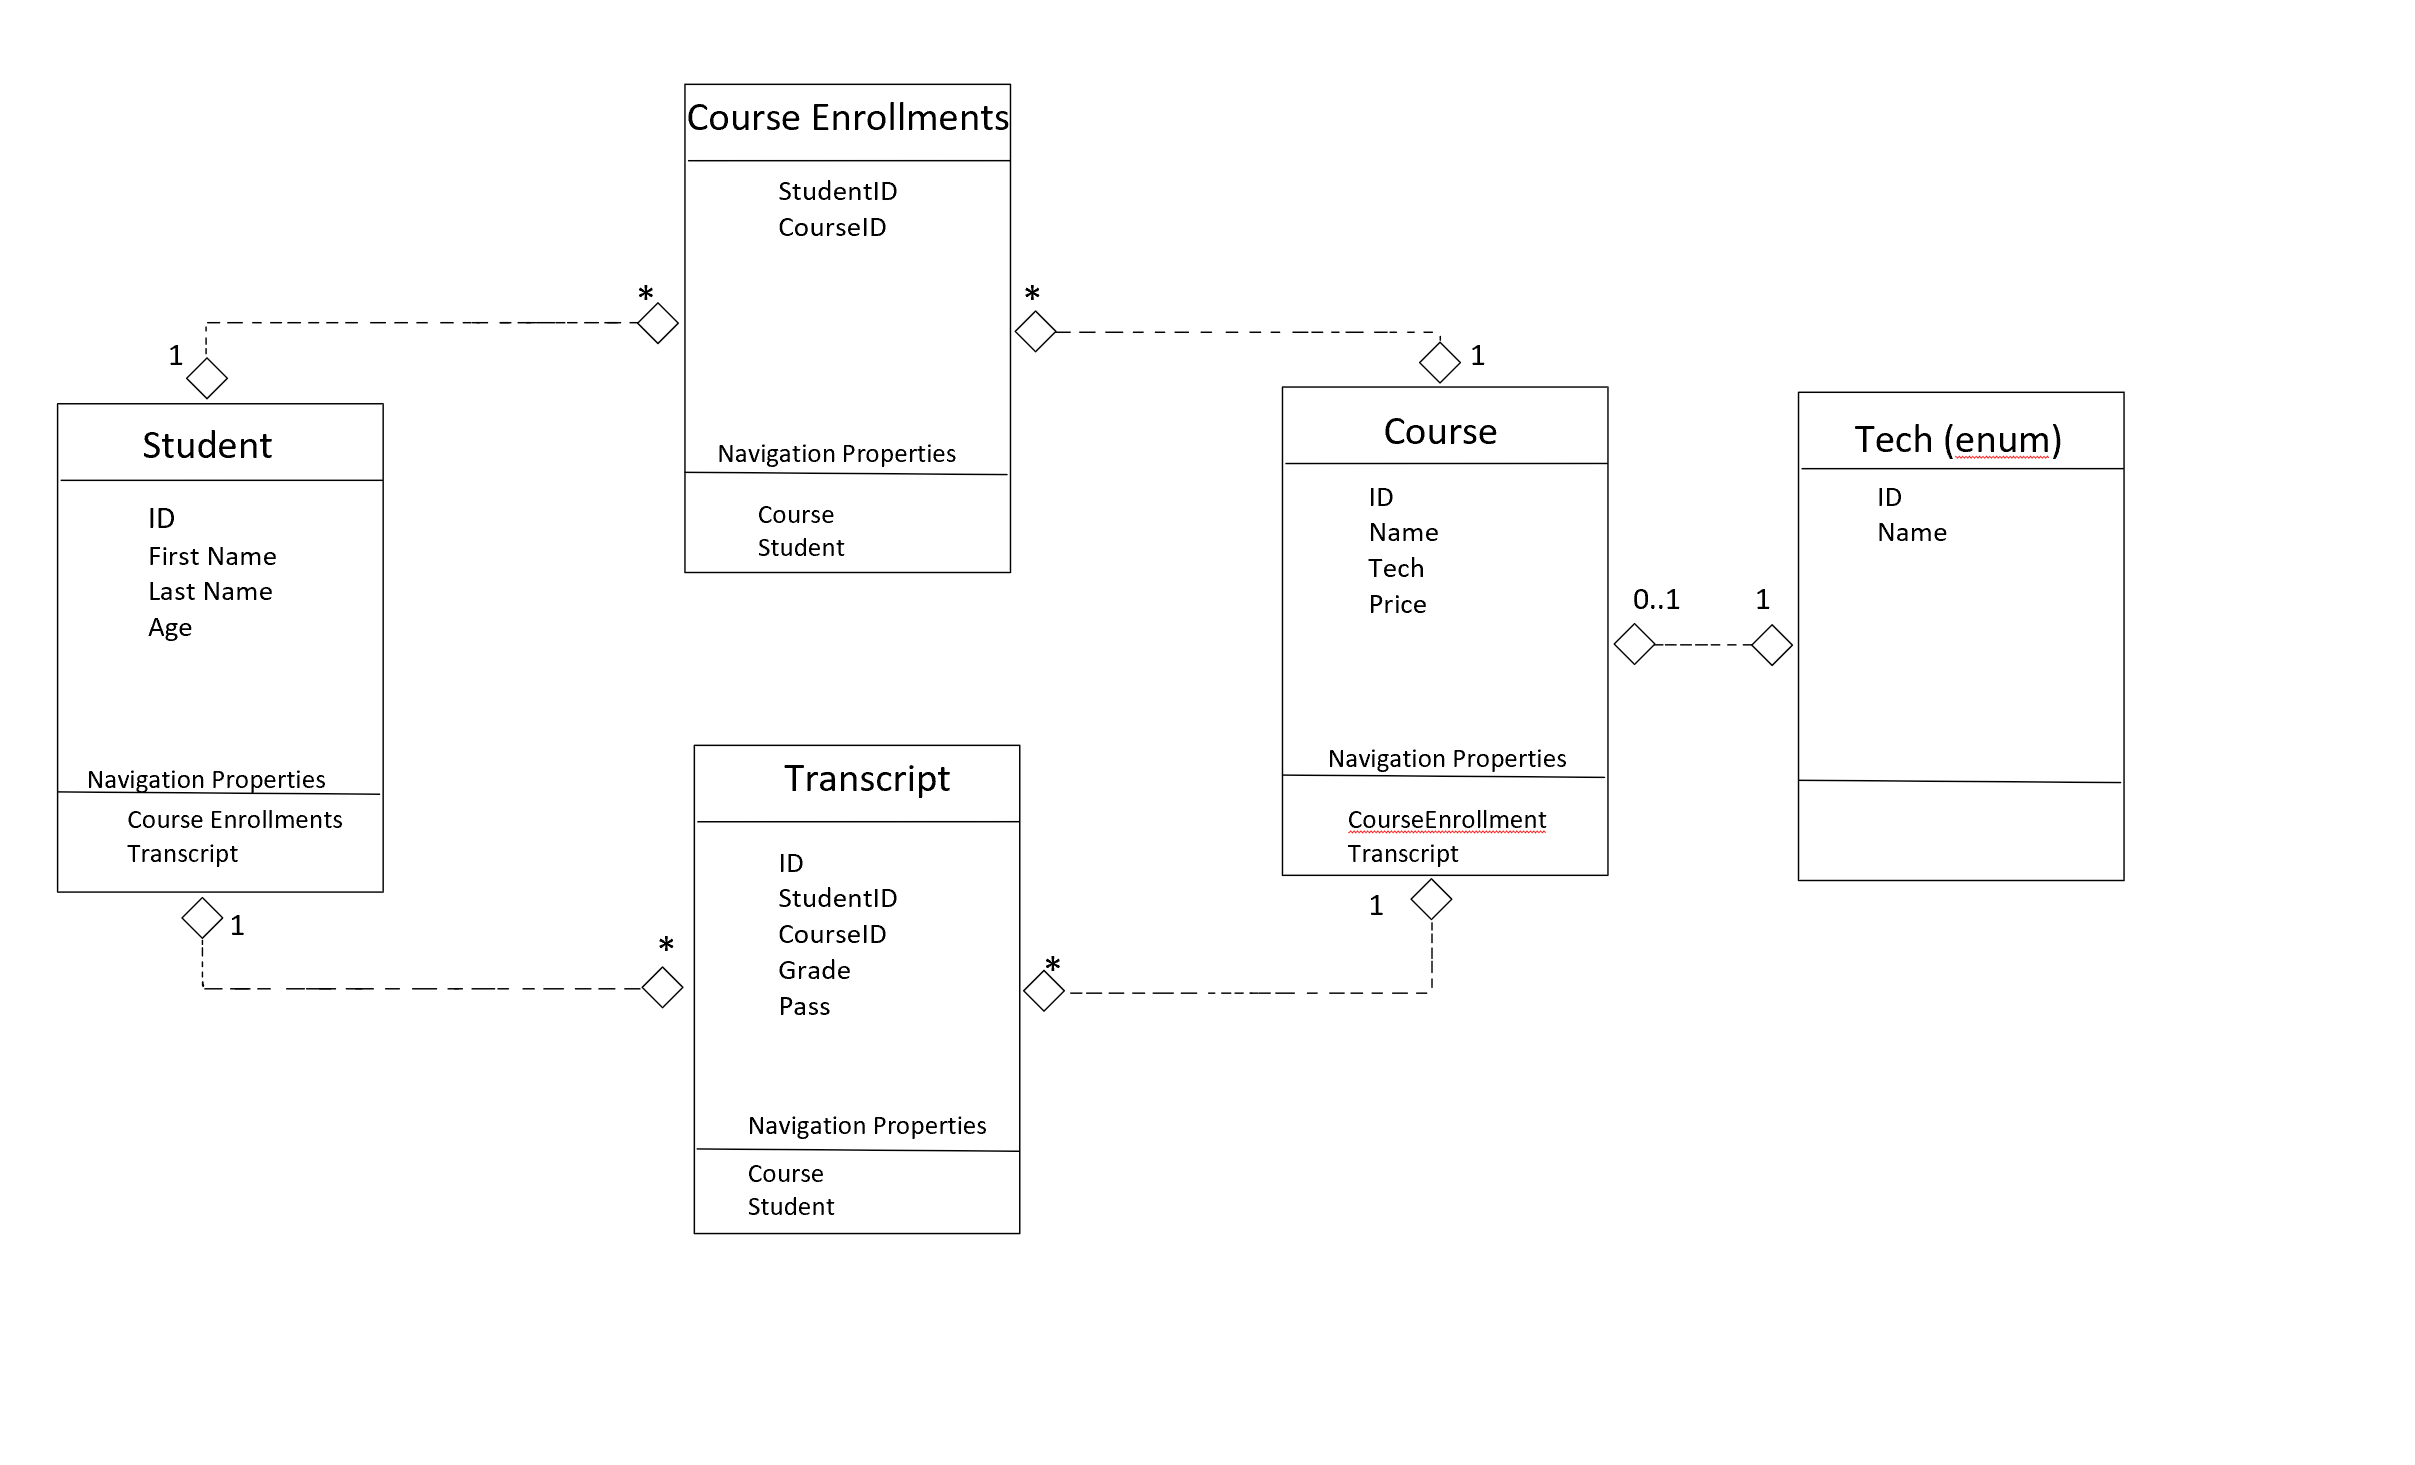 Course Enrollments
StudentID
CourseID
Navigation Properties
Course
Student
*
*
1
1
Student
ID
First Name
Last Name
Age
Navigation Properties
Course Enrollments
Transcript
1
*
Transcript
ID
StudentID
CourseID
Grade
Pass
Navigation Properties
Course
Student
*
1
Course
ID
Name
Tech
Price
Navigation Properties
CourseEnrollment
Transcript
0..1
1
Tech (enum)
ID
Name